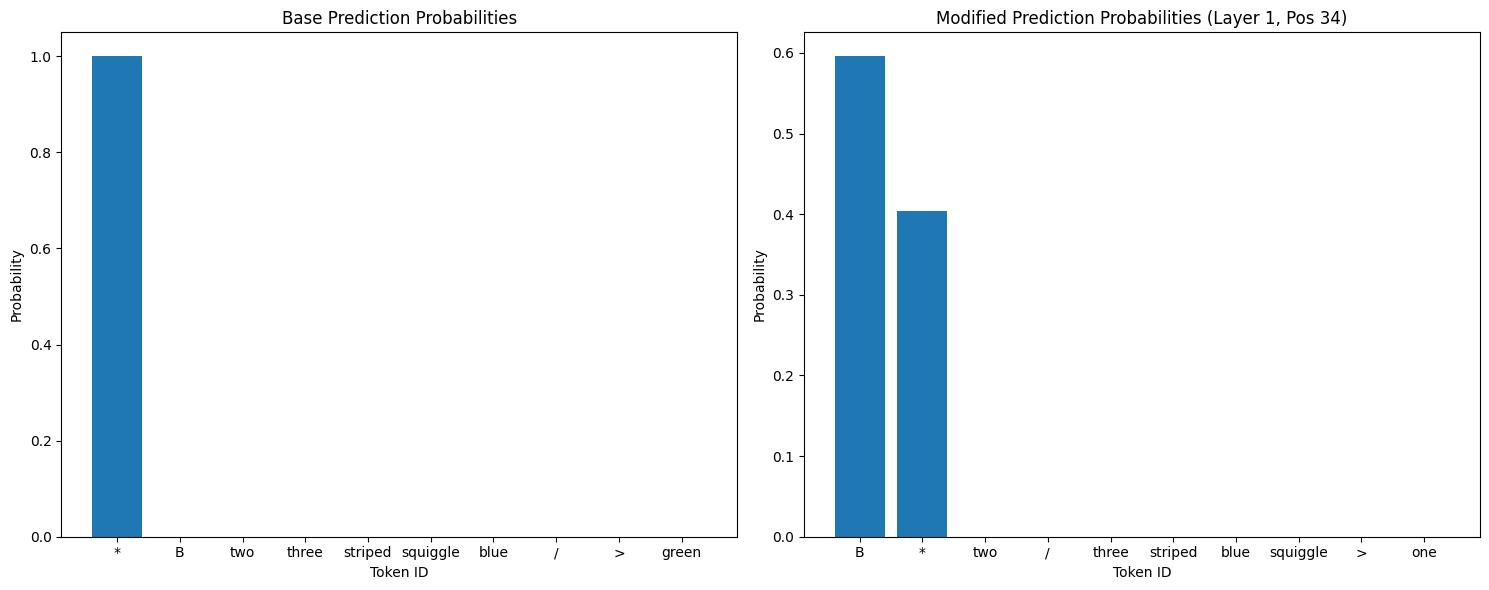 Base Prediction Probabilities
Probability
1.0
0.8
0.6
0.4
0.2
0.0
* B two three striped squiggle blue / > green
Token ID
Modified Prediction Probabilities (Layer 1, Pos 34)
Probability
0.6
0.5
0.4
0.3
0.2
0.1
0.0
B * two / three striped blue squiggle > one
Token ID